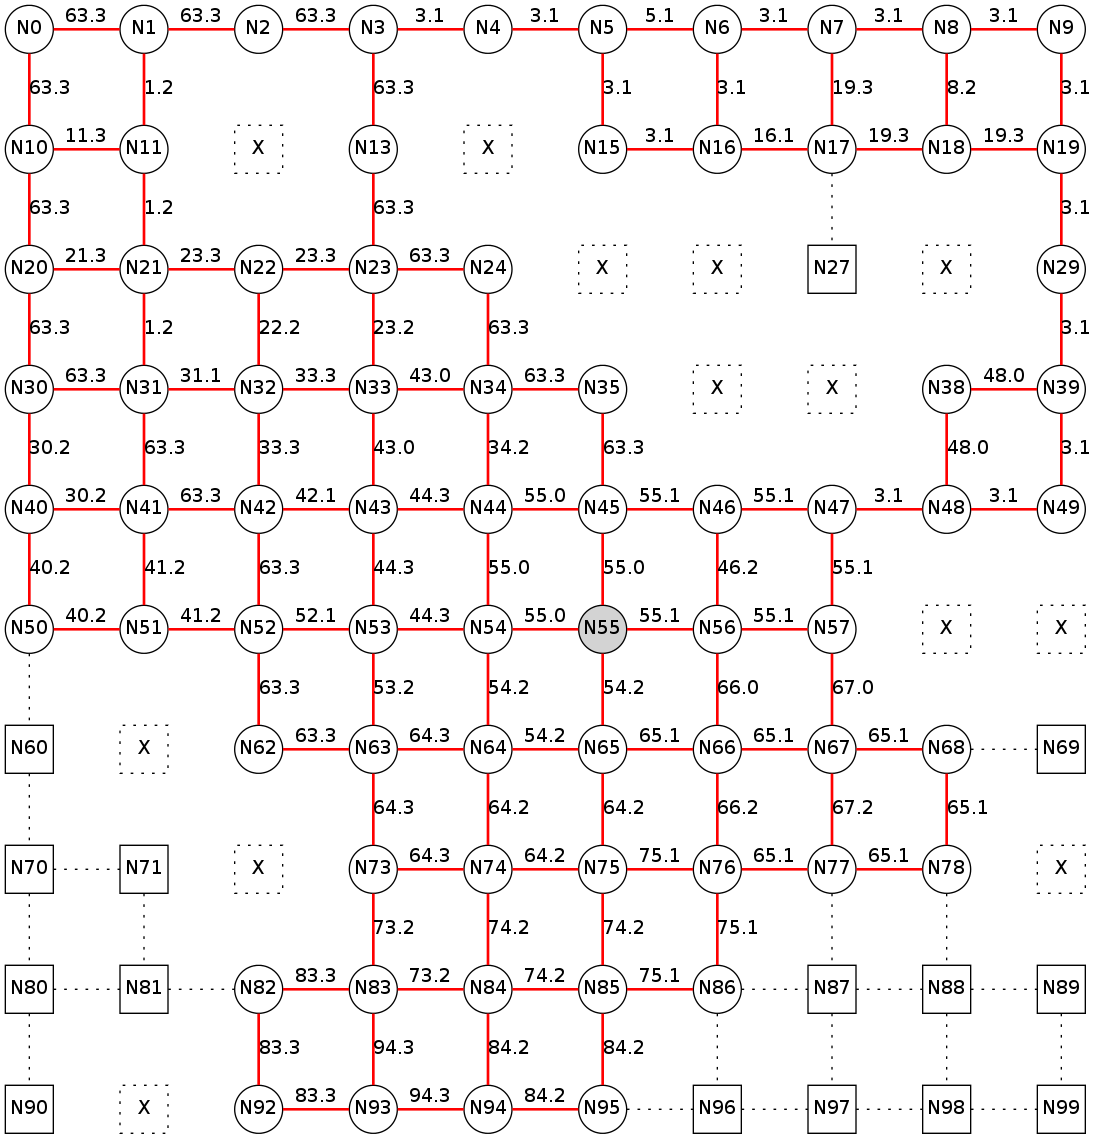 63.3 63.3 63.3 3.1 3.1 5.1 3.1 3.1 3.1
N0 N1 N2 N3 N4 N5 N6 N7 N8 N9
63.3 1.2 63.3 3.1 3.1 19.3 8.2 3.1
11.3 3.1 16.1 19.3 19.3
N10 N11 X N13 X N15 N16 N17 N18 N19
63.3 1.2 63.3 3.1
21.3 23.3 23.3 63.3
N20 N21 N22 N23 N24 X X N27 X N29
63.3 1.2 22.2 23.2 63.3 3.1
63.3 31.1 33.3 43.0 63.3 48.0
N30 N31 N32 N33 N34 N35 X X N38 N39
30.2 63.3 33.3 43.0 34.2 63.3 48.0 3.1
30.2 63.3 42.1 44.3 55.0 55.1 55.1 3.1 3.1
N40 N41 N42 N43 N44 N45 N46 N47 N48 N49
40.2 41.2 63.3 44.3 55.0 55.0 46.2 55.1
40.2 41.2 52.1 44.3 55.0 55.1 55.1
N50 N51 N52 N53 N54 N55 N56 N57 X X
63.3 53.2 54.2 54.2 66.0 67.0
63.3 64.3 54.2 65.1 65.1 65.1
N60 X N62 N63 N64 N65 N66 N67 N68 N69
64.3 64.2 64.2 66.2 67.2 65.1
64.3 64.2 75.1 65.1 65.1
N70 N71 X N73 N74 N75 N76 N77 N78 X
73.2 74.2 74.2 75.1
83.3 73.2 74.2 75.1
N80 N81 N82 N83 N84 N85 N86 N87 N88 N89
83.3 94.3 84.2 84.2
83.3 94.3 84.2
N90 X N92 N93 N94 N95 N96 N97 N98 N99